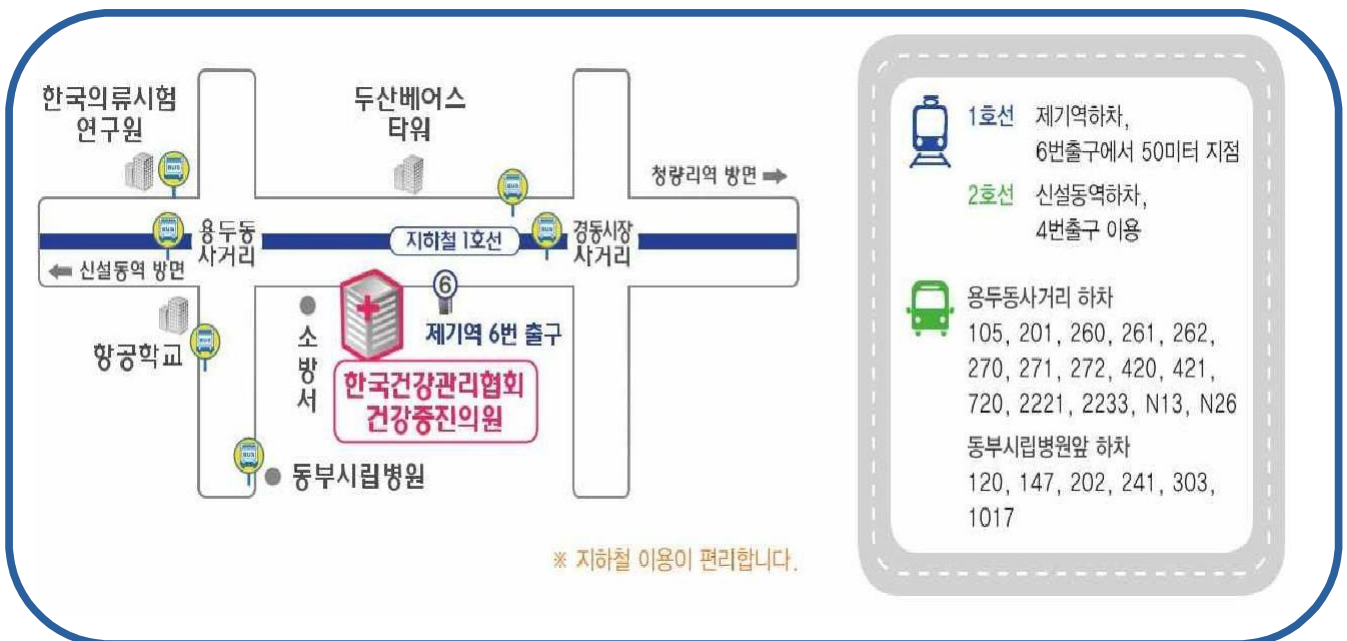 한국의류시험
연구원
두산베어스
타워
청량리역 방면
BUS
BUS
BUS
용두동
사거리
지하철 1호선
BUS
경동시장
사거리
신설동역 방면
6
제기역 6번 출구
항공학교
BUS
소방서
한국건강관리협회
건강증진의원
BUS
동부시립병원
※ 지하철 이용이 편리합니다.
1호선 제기역하차,
6번출구에서 50미터 지점
2호선 신설동역하차,
4번출구 이용
용두동사거리 하차
105, 201, 260, 261, 262,
270, 271, 272, 420, 421,
720, 2221, 2233, N13, N26
동부시립병원앞 하차
120, 147, 202, 241, 303,
1017